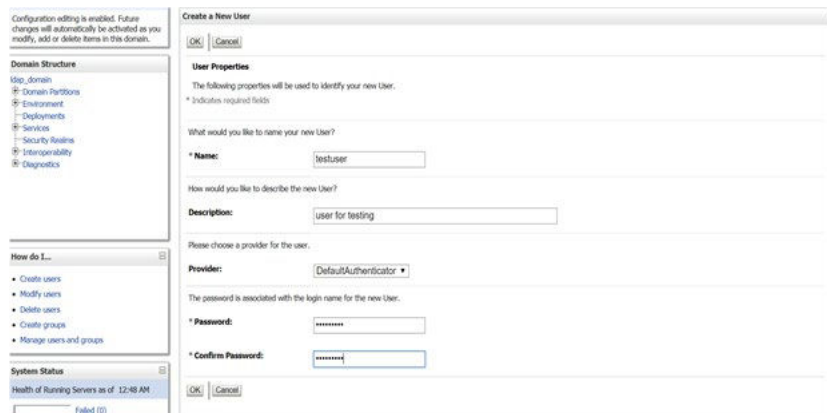 Configuration editing is enabled. Future
changes will automatically be activated as you
modify, add or delete items in this domain.
Domain Structure
ldap_domain
Domain Partitions
Environment
Deployments
Services
Security Realms
Interoperability
Diagnostics
How do I...
Create users
Modify users
Delete users
Create groups
Manage users and groups
System Status
Health of Running Servers as of 12:48 AM
Failed (0)
Create a New User
OK Cancel
User Properties
The following properties will be used to identify your new User.
* Indicates required fields
What would you like to name your new User?
* Name: testuser
How would you like to describe the new User?
Description: user for testing
Please choose a provider for the user.
Provider: DefaultAuthenticator
The password is associated with the login name for the new User.
* Password: •••••••••
* Confirm Password: •••••••••
OK Cancel